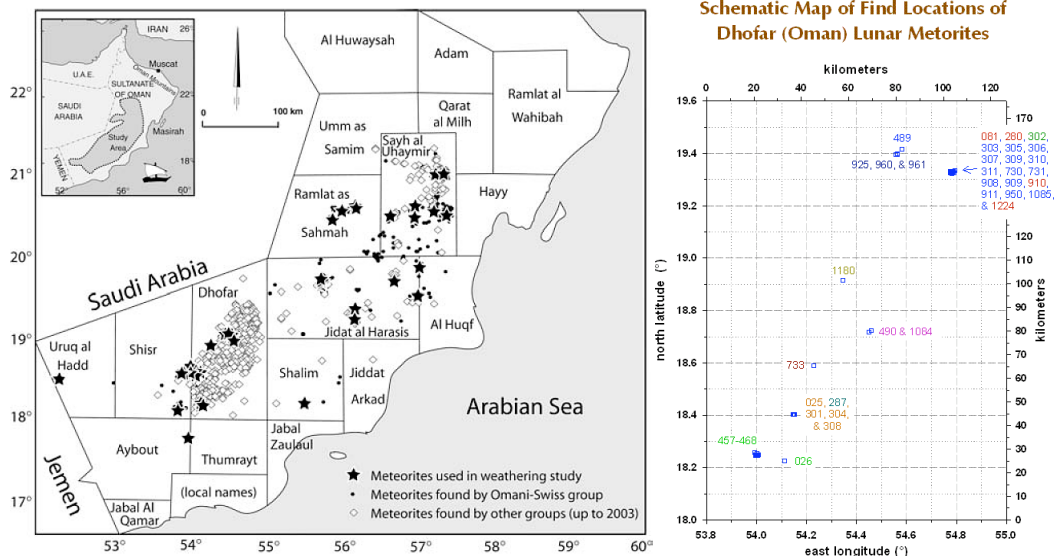 IRAN
26°
Muscat
U.A.E.
Oman Mountains
SULTANATE
OF OMAN
22°
SAUDI
ARABIA
Study
Area
Masirah
YEMEN
18°
52°
56°
60°
0 100 km
Al Huwaysah
Adam
Ramlat al
Wahibah
22°
Umm as
Samim
Qarat
al Milh
Sayh al
Uhaymir
21°
Ramlat as
Sahmah
Hayy
20°
Saudi Arabia
Dhofar
Jidat al Harasis
Al Huqf
19°
Uruq al
Hadd
Shisr
Shalim
Jiddat
Arkad
Arabian Sea
18°
Aybout
Thumrayt
Jabal
Zaulaul
Jemen
(local names)
Jabal Al
Qamar
17°
Meteorites used in weathering study
Meteorites found by Omani-Swiss group
Meteorites found by other groups (up to 2003)
53° 54° 55° 56° 57° 58° 59° 60°
Schematic Map of Find Locations of
Dhofar (Oman) Lunar Metorites
kilometers
0 20 40 60 80 100 120
19.6
19.4
19.2
19.0
18.8
18.6
18.4
18.2
18.0
north latitude (°)
489
925, 960, & 961
081, 280, 302,
303, 305, 306,
307, 309, 310,
311, 730, 731,
908, 909, 910,
911, 950, 1085,
& 1224
1180
490 & 1084
733
025, 287,
301, 304,
& 308
457-468
026
170
160
150
120
110
100
90
80
70
60
50
40
30
20
10
0
kilometers
53.8 54.0 54.2 54.4 54.6 54.8 55.0
east longitude (°)